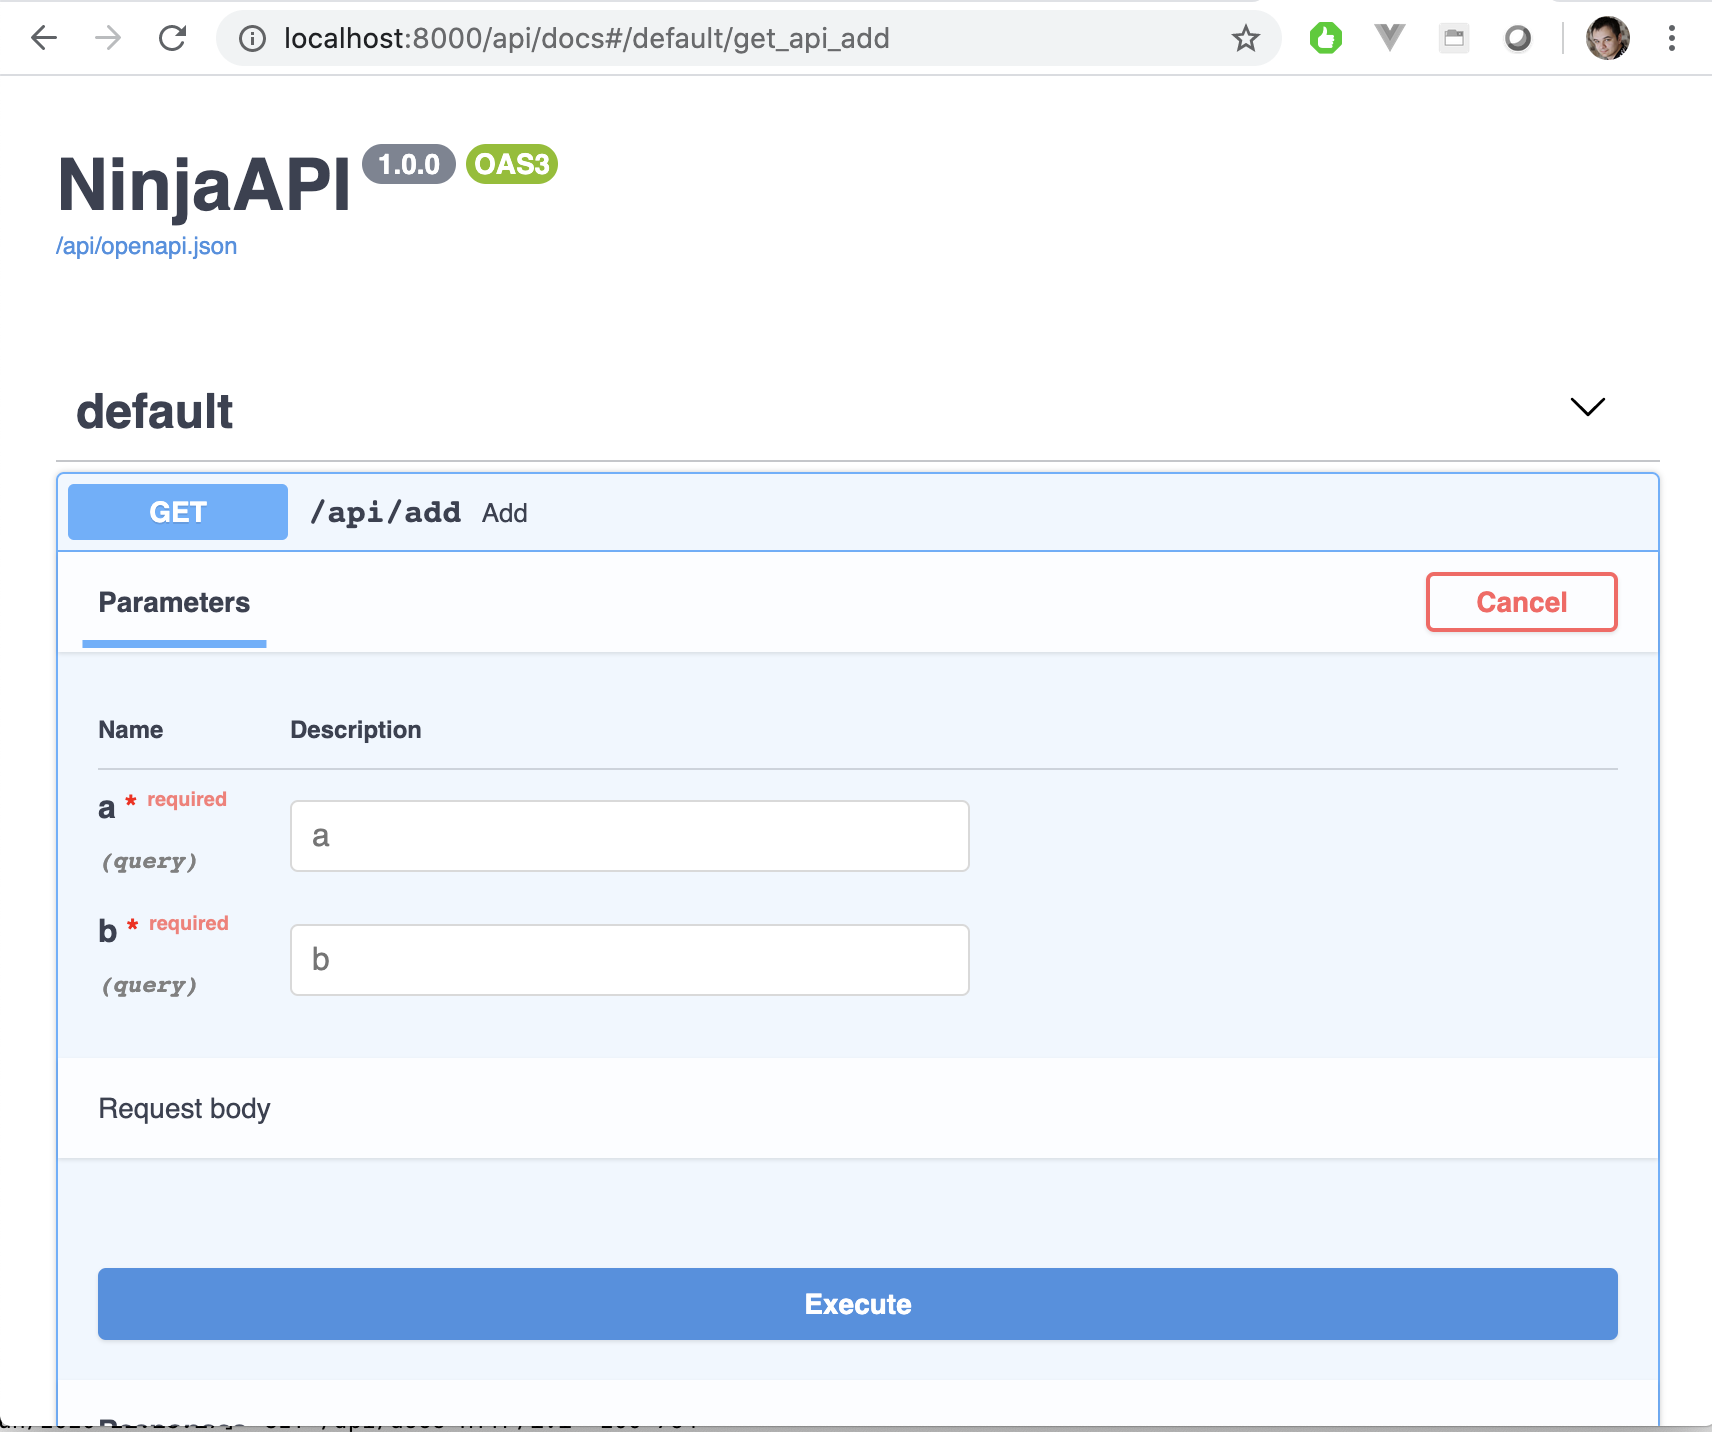 localhost:8000/api/docs#/default/get_api_add
NinjaAPI 1.0.0 OAS3
/api/openapi.json
default
GET /api/add Add
Parameters Cancel
Name Description
a * required
(query)
a
b * required
(query)
b
Request body
Execute